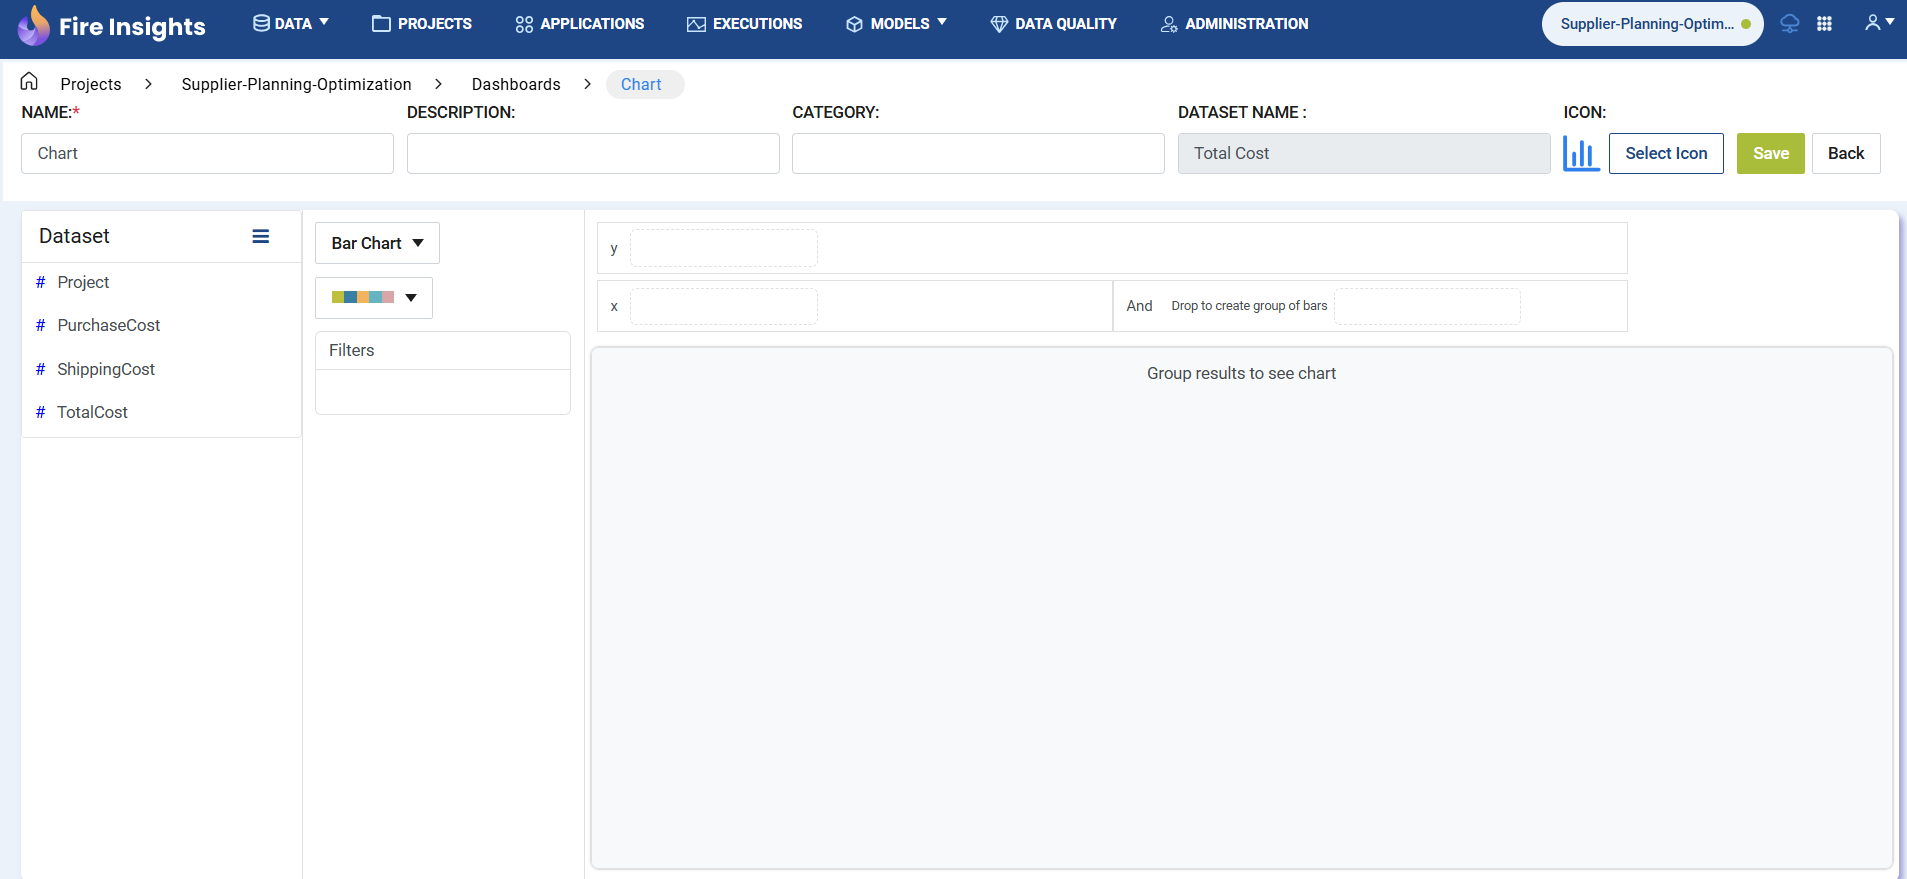 Fire Insights
DATA
PROJECTS
APPLICATIONS
EXECUTIONS
MODELS
DATA QUALITY
ADMINISTRATION
Supplier-Planning-Optim...
Projects > Supplier-Planning-Optimization > Dashboards > Chart
NAME:*
DESCRIPTION:
CATEGORY:
DATASET NAME :
ICON:
Chart
Total Cost
Select Icon
Save
Back
Dataset
# Project
# PurchaseCost
# ShippingCost
# TotalCost
Bar Chart
Filters
y
x
And Drop to create group of bars
Group results to see chart